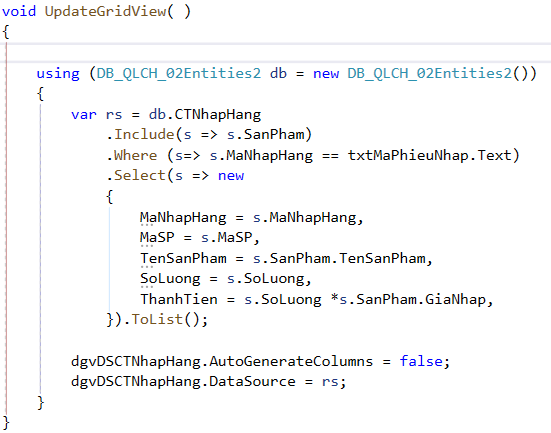 void UpdateGridView( )
{
using (DB_QLCH_02Entities2 db = new DB_QLCH_02Entities2())
{
var rs = db.CTNhapHang
.Include(s => s.SanPham)
.Where (s=> s.MaNhapHang == txtMaPhieuNhap.Text)
.Select(s => new
{
MaNhapHang = s.MaNhapHang,
MaSP = s.MaSP,
TenSanPham = s.SanPham.TenSanPham,
SoLuong = s.SoLuong,
ThanhTien = s.SoLuong *s.SanPham.GiaNhap,
}).ToList();
dgvDSCTNhapHang.AutoGenerateColumns = false;
dgvDSCTNhapHang.DataSource = rs;
}
}